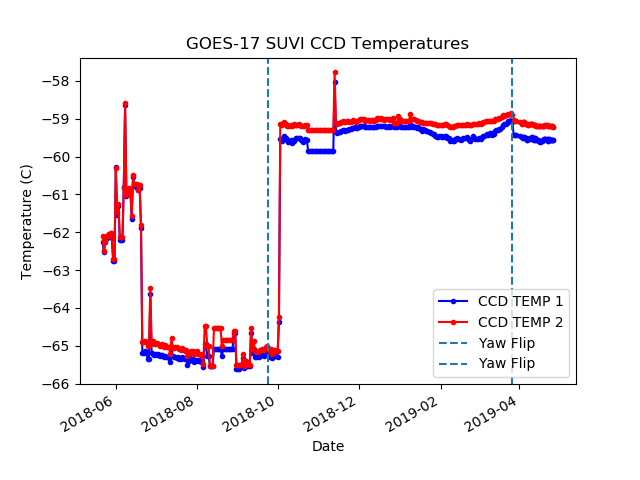 GOES-17 SUVI CCD Temperatures
Temperature (C)
−58
−59
−60
−61
−62
−63
−64
−65
−66
2018-06
2018-08
2018-10
2018-12
2019-02
2019-04
Date
CCD TEMP 1
CCD TEMP 2
Yaw Flip
Yaw Flip